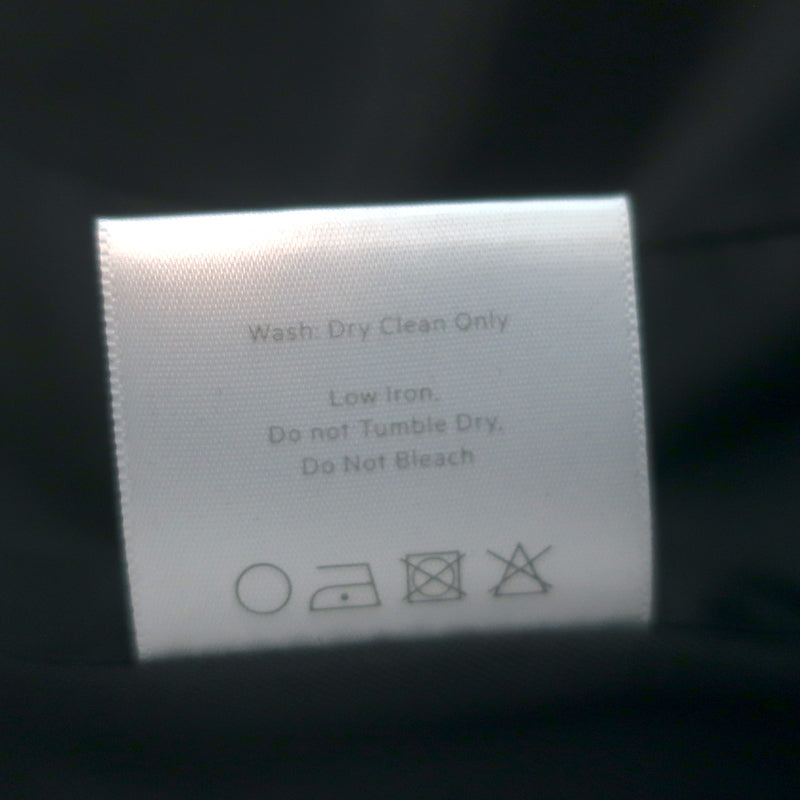 Wash: Dry Clean Only
Low Iron.
Do not Tumble Dry.
Do Not Bleach